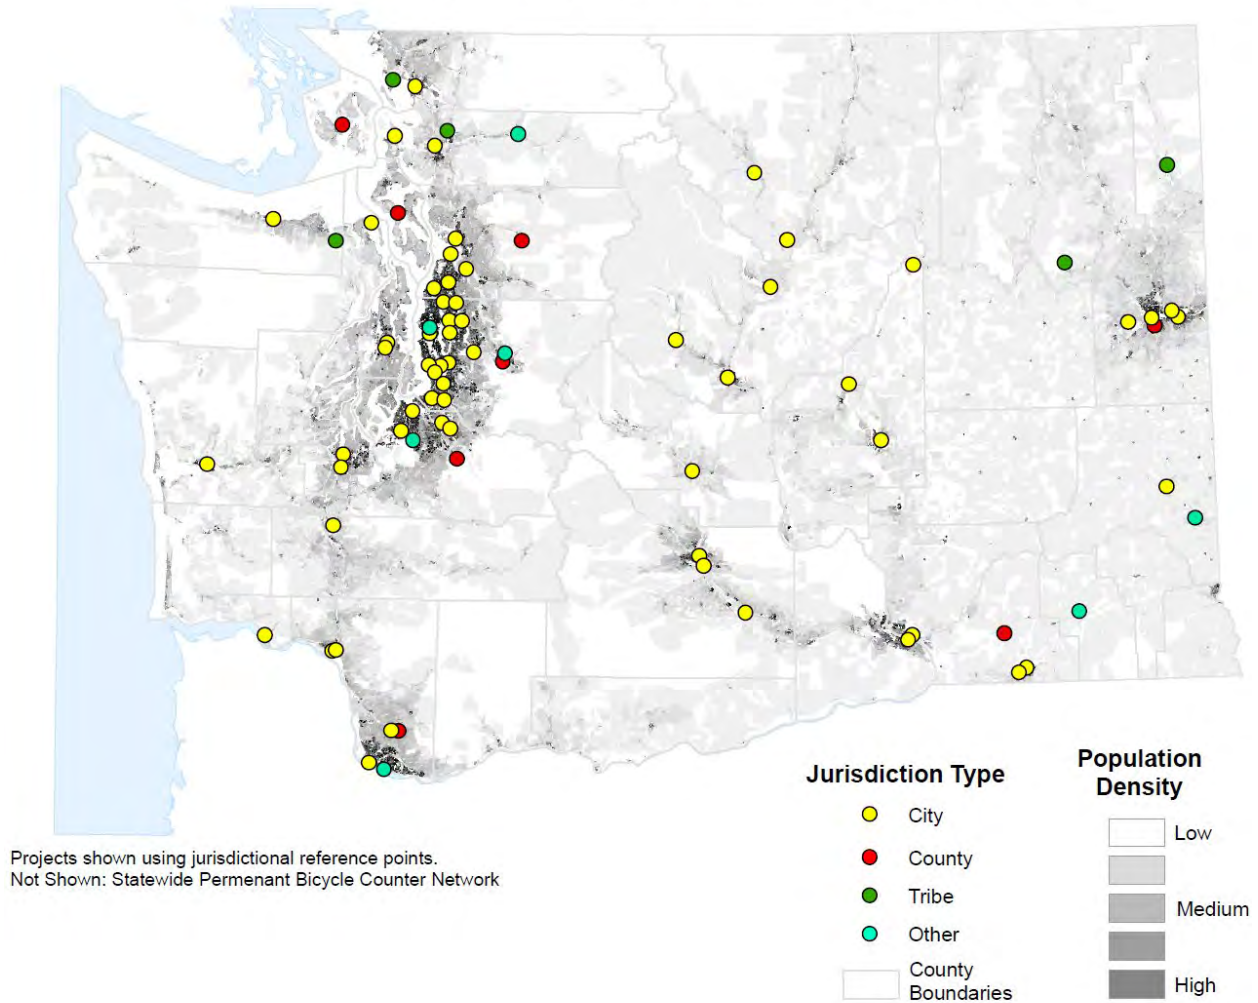 Projects shown using jurisdictional reference points.
Not Shown: Statewide Permenant Bicycle Counter Network
Jurisdiction Type
City
County
Tribe
Other
County
Boundaries
Population
Density
Low
Medium
High